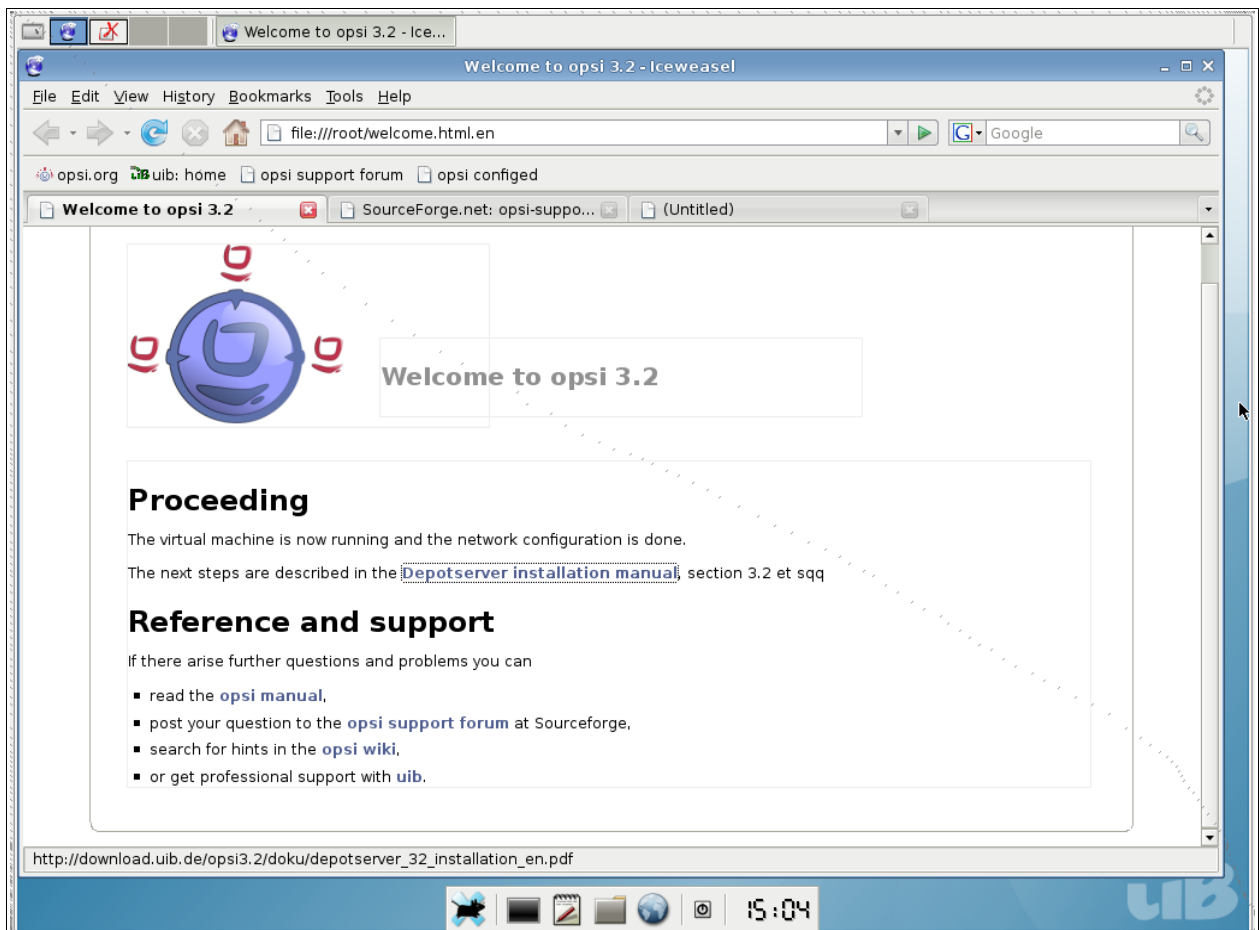 Welcome to opsi 3.2 - Ice...
Welcome to opsi 3.2 - Iceweasel
File Edit View History Bookmarks Tools Help
file:///root/welcome.html.en
G
Google
opsi.org uib: home opsi support forum opsi configed
Welcome to opsi 3.2
SourceForge.net: opsi-suppo...
(Untitled)
Welcome to opsi 3.2
Proceeding
The virtual machine is now running and the network configuration is done.
The next steps are described in the Depotserver installation manual, section 3.2 et sqq
Reference and support
If there arise further questions and problems you can
read the opsi manual,
post your question to the opsi support forum at Sourceforge,
search for hints in the opsi wiki,
or get professional support with uib.
http://download.uib.de/opsi3.2/doku/depotserver_32_installation_en.pdf
uiB
15:04